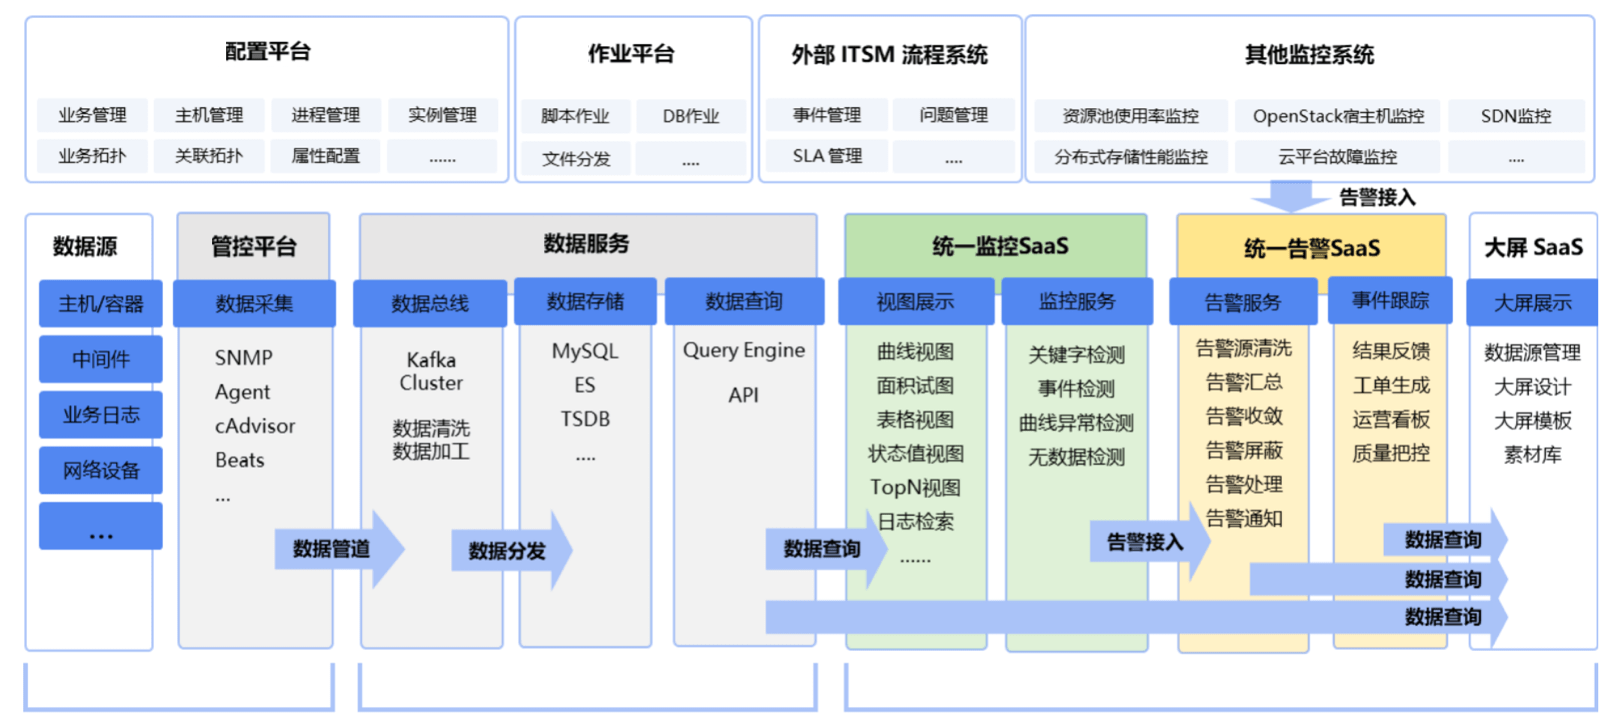 配置平台
业务管理 主机管理 进程管理 实例管理
业务拓扑 关联拓扑 属性配置 ......
作业平台
脚本作业 DB作业
文件分发 ....
外部 ITSM 流程系统
事件管理 问题管理
SLA 管理 ....
其他监控系统
资源池使用率监控 OpenStack宿主机监控 SDN监控
分布式存储性能监控 云平台故障监控 ....
告警接入
数据源
主机/容器
中间件
业务日志
网络设备
...
管控平台
数据采集
SNMP
Agent
cAdvisor
Beats
...
数据管道
数据服务
数据总线
Kafka
Cluster
数据清洗
数据加工
数据分发
数据存储
MySQL
ES
TSDB
....
数据查询
Query Engine
API
数据查询
统一监控SaaS
视图展示
曲线视图
面积试图
表格视图
状态值视图
TopN视图
日志检索
......
监控服务
关键字检测
事件检测
曲线异常检测
无数据检测
告警接入
统一告警SaaS
告警服务
告警源清洗
告警汇总
告警收敛
告警屏蔽
告警处理
告警通知
事件跟踪
结果反馈
工单生成
运营看板
质量把控
数据查询
数据查询
数据查询
大屏 SaaS
大屏展示
数据源管理
大屏设计
大屏模板
素材库